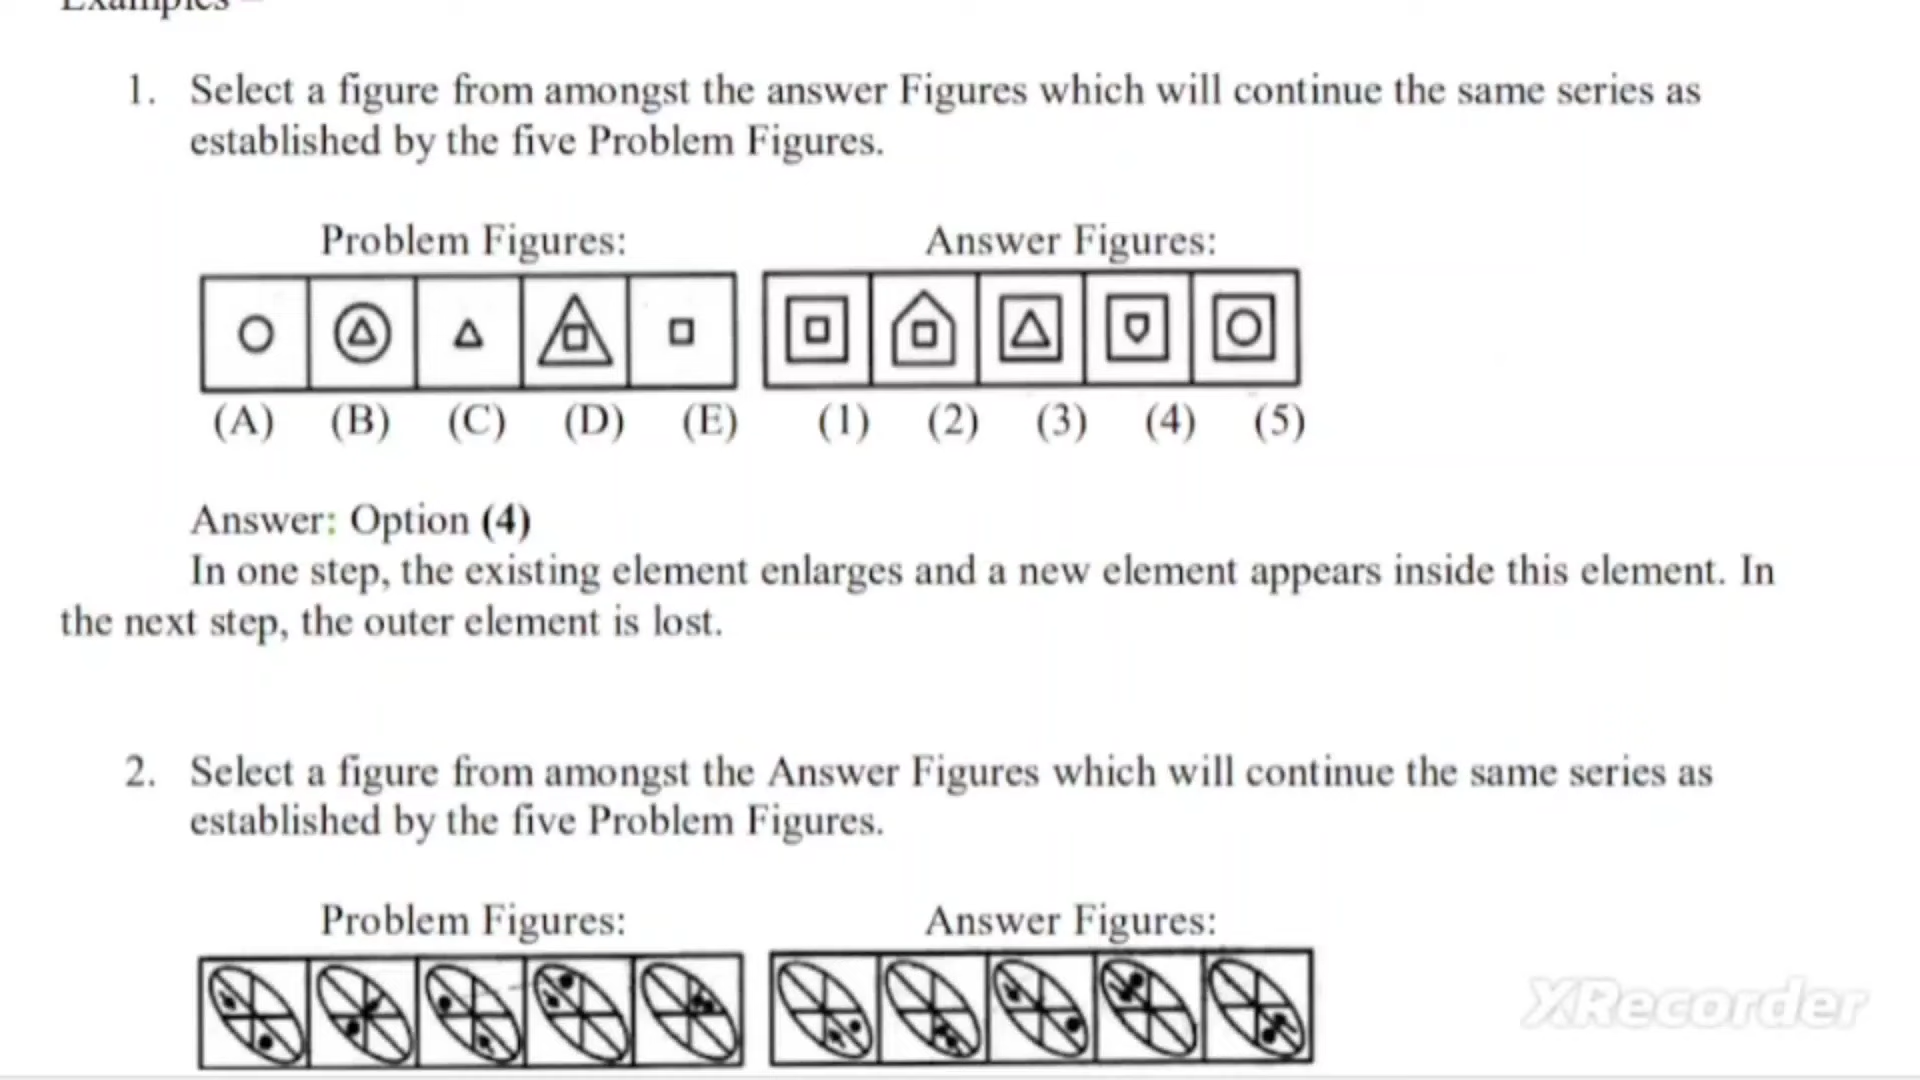 Examples –
1. Select a figure from amongst the answer Figures which will continue the same series as
established by the five Problem Figures.
Problem Figures: Answer Figures:
(A) (B) (C) (D) (E) (1) (2) (3) (4) (5)
Answer: Option (4)
In one step, the existing element enlarges and a new element appears inside this element. In
the next step, the outer element is lost.
2. Select a figure from amongst the Answer Figures which will continue the same series as
established by the five Problem Figures.
Problem Figures: Answer Figures:
XRecorder